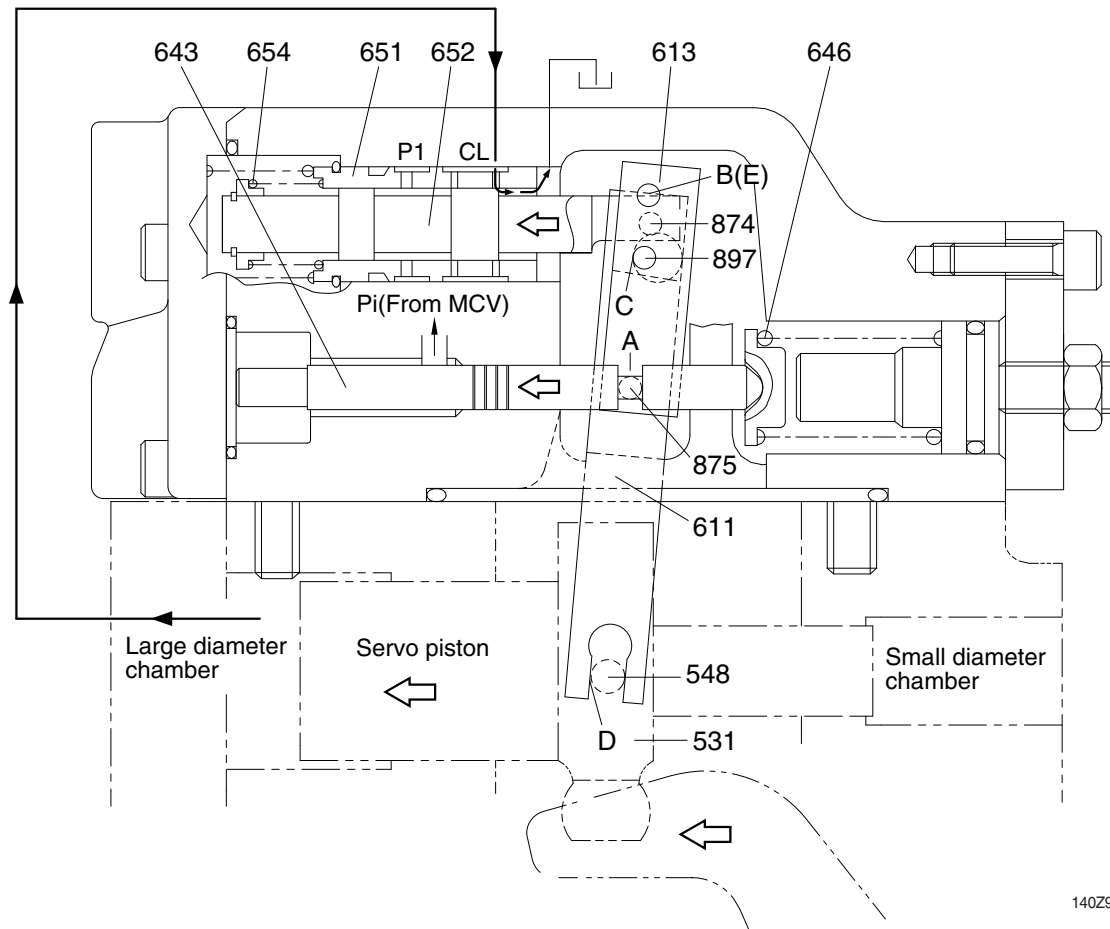 643 654 651 652 613 646
P1 CL
B(E)
874
897
Pi(From MCV)
C
A
875
611
Large diameter
chamber
Servo piston
548
Small diameter
chamber
D
531
140Z9